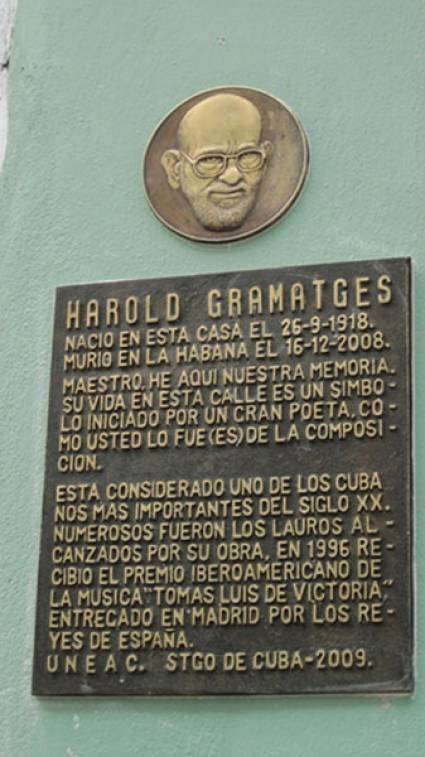 HAROLD GRAMATGES
NACIO EN ESTA CASA EL 26-9-1918.
MURIO EN LA HABANA EL 16-12-2008.
MAESTRO, HE AQUI NUESTRA MEMORIA.
SU VIDA EN ESTA CALLE ES UN SIMBO-
LO INICIADO POR UN GRAN POETA, CO-
MO USTED LO FUE(ES) DE LA COMPOSI-
CION.
ESTA CONSIDERADO UNO DE LOS CUBA
NOS MAS IMPORTANTES DEL SIGLO XX.
NUMEROSOS FUERON LOS LAUROS AL-
CANZADOS POR SU OBRA, EN 1996 RE-
CIBIO EL PREMIO IBEROAMERICANO DE
LA MUSICA "TOMAS LUIS DE VICTORIA",
ENTRECADO EN MADRID POR LOS RE-
YES DE ESPAÑA.
UNEAC. STGO DE CUBA-2009.